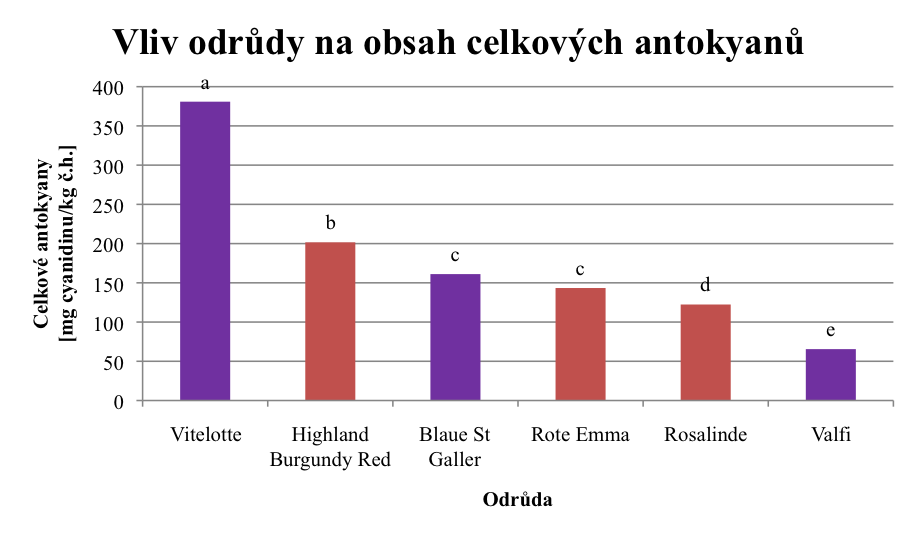 Vliv odrůdy na obsah celkových antokyanů
Celkové antokyany
[mg cyanidinu/kg č.h.]
400
350
300
250
200
150
100
50
0
a
b
c
c
d
e
Vitelotte
Highland
Burgundy Red
Blaue St
Galler
Rote Emma
Rosalinde
Valfi
Odrůda